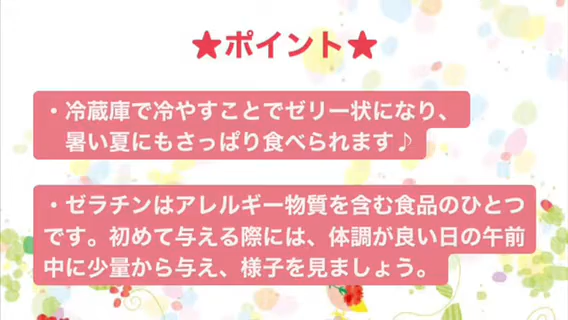 ★ポイント★
・冷蔵庫で冷やすことでゼリー状になり、
暑い夏にもさっぱり食べられます♪
・ゼラチンはアレルギー物質を含む食品のひとつ
です。初めて与える際には、体調が良い日の午前
中に少量から与え、様子を見ましょう。